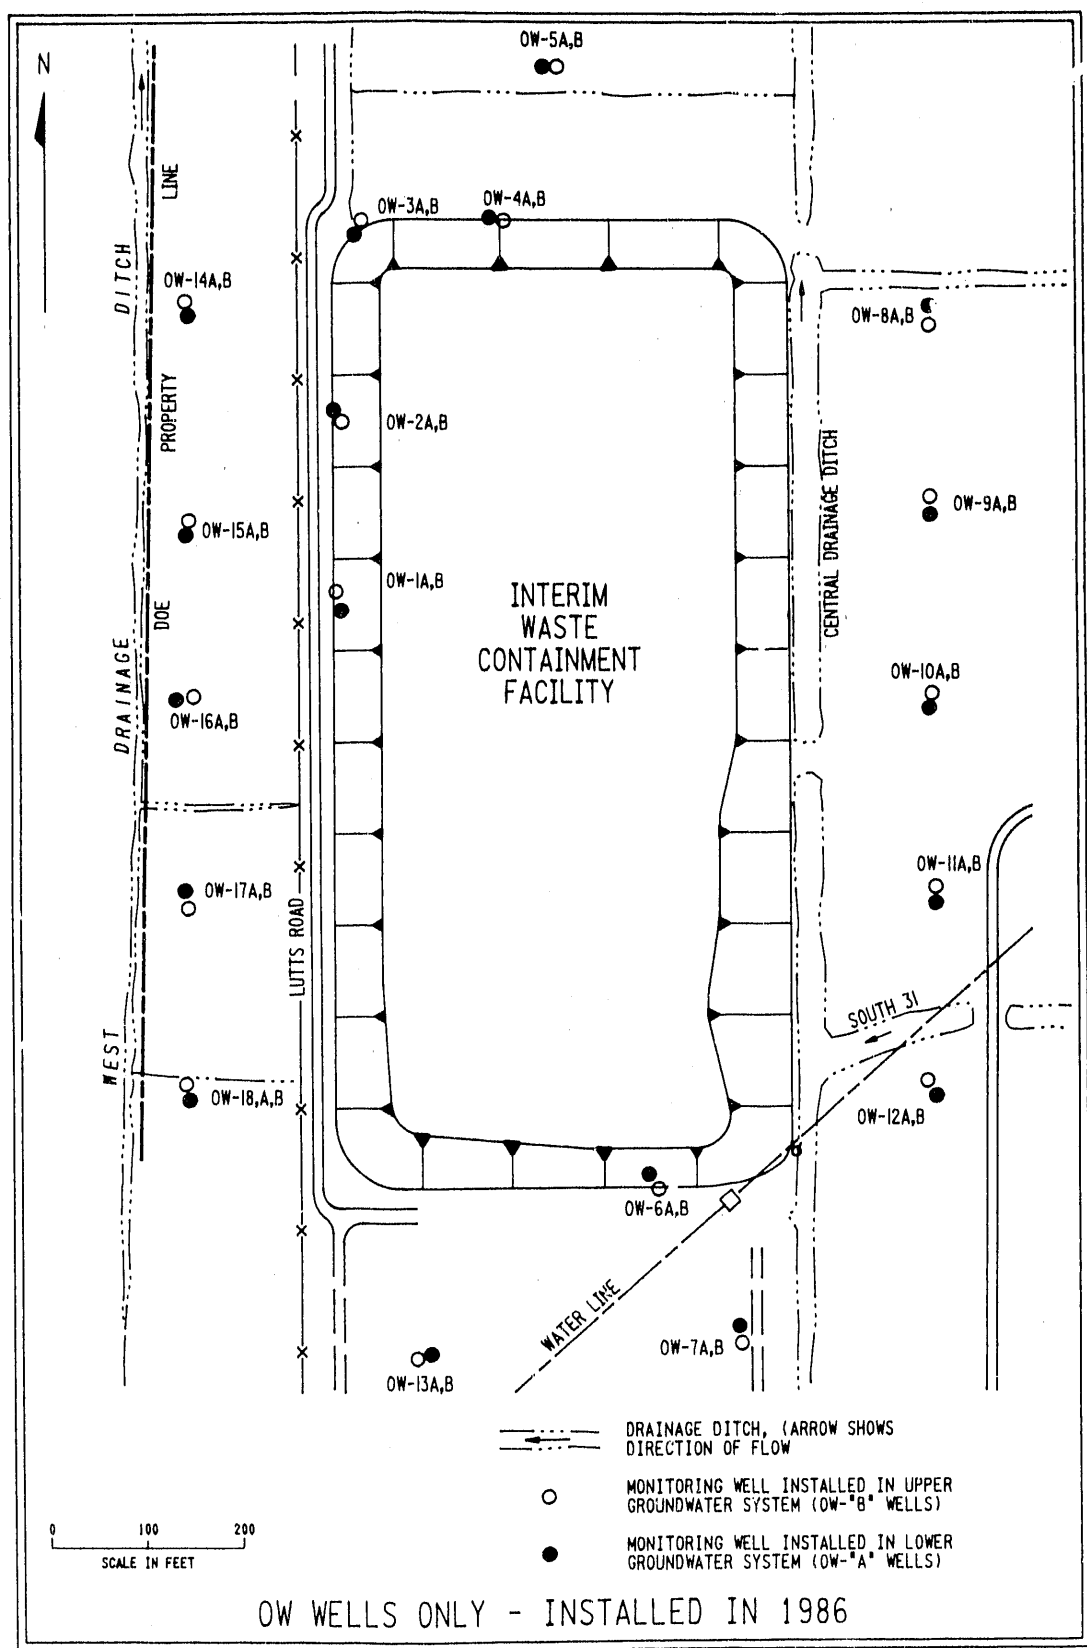 OW-5A,B
N
LINE
OW-3A,B
OW-4A,B
DITCH
OW-14A,B
OW-8A,B
PROPERTY
OW-2A,B
CENTRAL DRAINAGE DITCH
OW-9A,B
OW-15A,B
OW-1A,B
DOE
INTERIM
WASTE
CONTAINMENT
FACILITY
DRAINAGE
OW-16A,B
OW-10A,B
OW-11A,B
OW-17A,B
LUTTS ROAD
SOUTH 31
WEST
OW-18,A,B
OW-12A,B
OW-6A,B
WATER LINE
OW-7A,B
OW-13A,B
DRAINAGE DITCH, (ARROW SHOWS
DIRECTION OF FLOW
MONITORING WELL INSTALLED IN UPPER
GROUNDWATER SYSTEM (OW-"B" WELLS)
MONITORING WELL INSTALLED IN LOWER
GROUNDWATER SYSTEM (OW-"A" WELLS)
0 100 200
SCALE IN FEET
OW WELLS ONLY - INSTALLED IN 1986